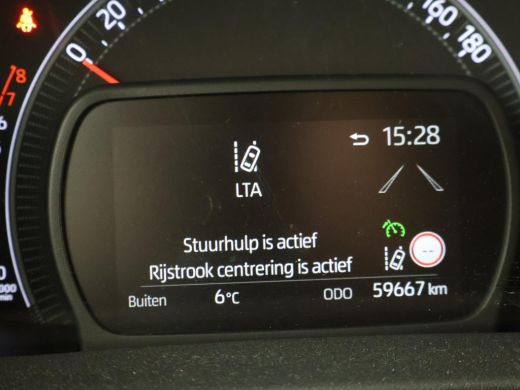 20
0
160
180
8
7
6
15:28
LTA
Stuurhulp is actief
Rijstrook centrering is actief
--
Buiten 6°C ODO 59667 km